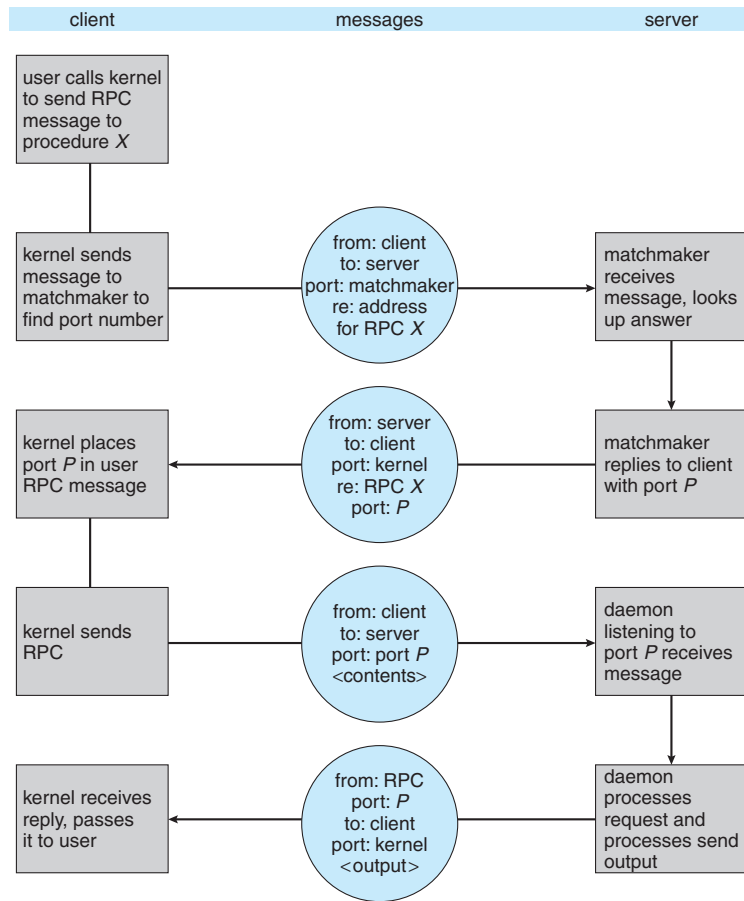 client
messages
server
user calls kernel
to send RPC
message to
procedure X
kernel sends
message to
matchmaker to
find port number
from: client
to: server
port: matchmaker
re: address
for RPC X
matchmaker
receives
message, looks
up answer
kernel places
port P in user
RPC message
from: server
to: client
port: kernel
re: RPC X
port: P
matchmaker
replies to client
with port P
kernel sends
RPC
from: client
to: server
port: port P
<contents>
daemon
listening to
port P receives
message
kernel receives
reply, passes
it to user
from: RPC
port: P
to: client
port: kernel
<output>
daemon
processes
request and
processes send
output